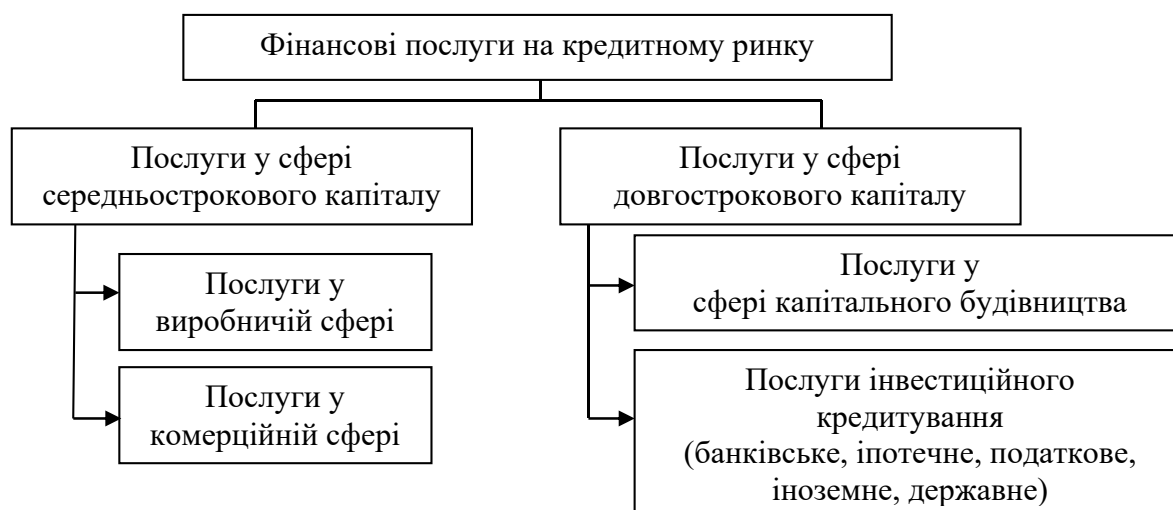 Фінансові послуги на кредитному ринку
Послуги у сфері
середньострокового капіталу
Послуги у
виробничій сфері
Послуги у
комерційній сфері
Послуги у сфері
довгострокового капіталу
Послуги у
сфері капітального будівництва
Послуги інвестиційного
кредитування
(банківське, іпотечне, податкове,
іноземне, державне)